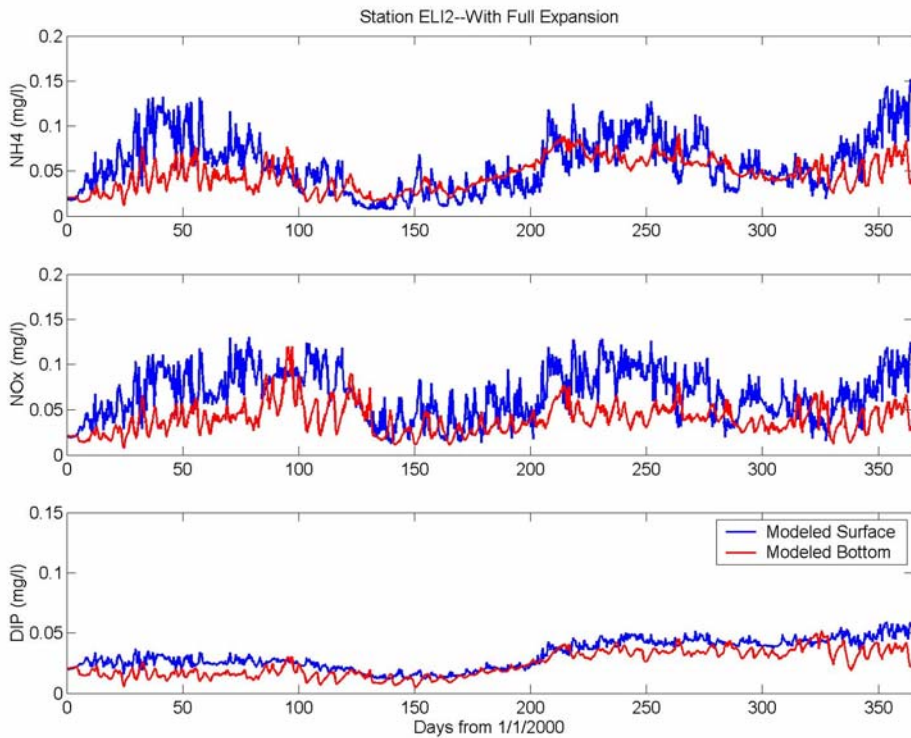 Station ELI2--With Full Expansion
0.2
0.15
0.1
0.05
0
NH4 (mg/l)
0 50 100 150 200 250 300 350
0.2
0.15
0.1
0.05
0
NOx (mg/l)
0 50 100 150 200 250 300 350
0.15
0.1
0.05
0
DIP (mg/l)
Modeled Surface
Modeled Bottom
0 50 100 150 200 250 300 350
Days from 1/1/2000